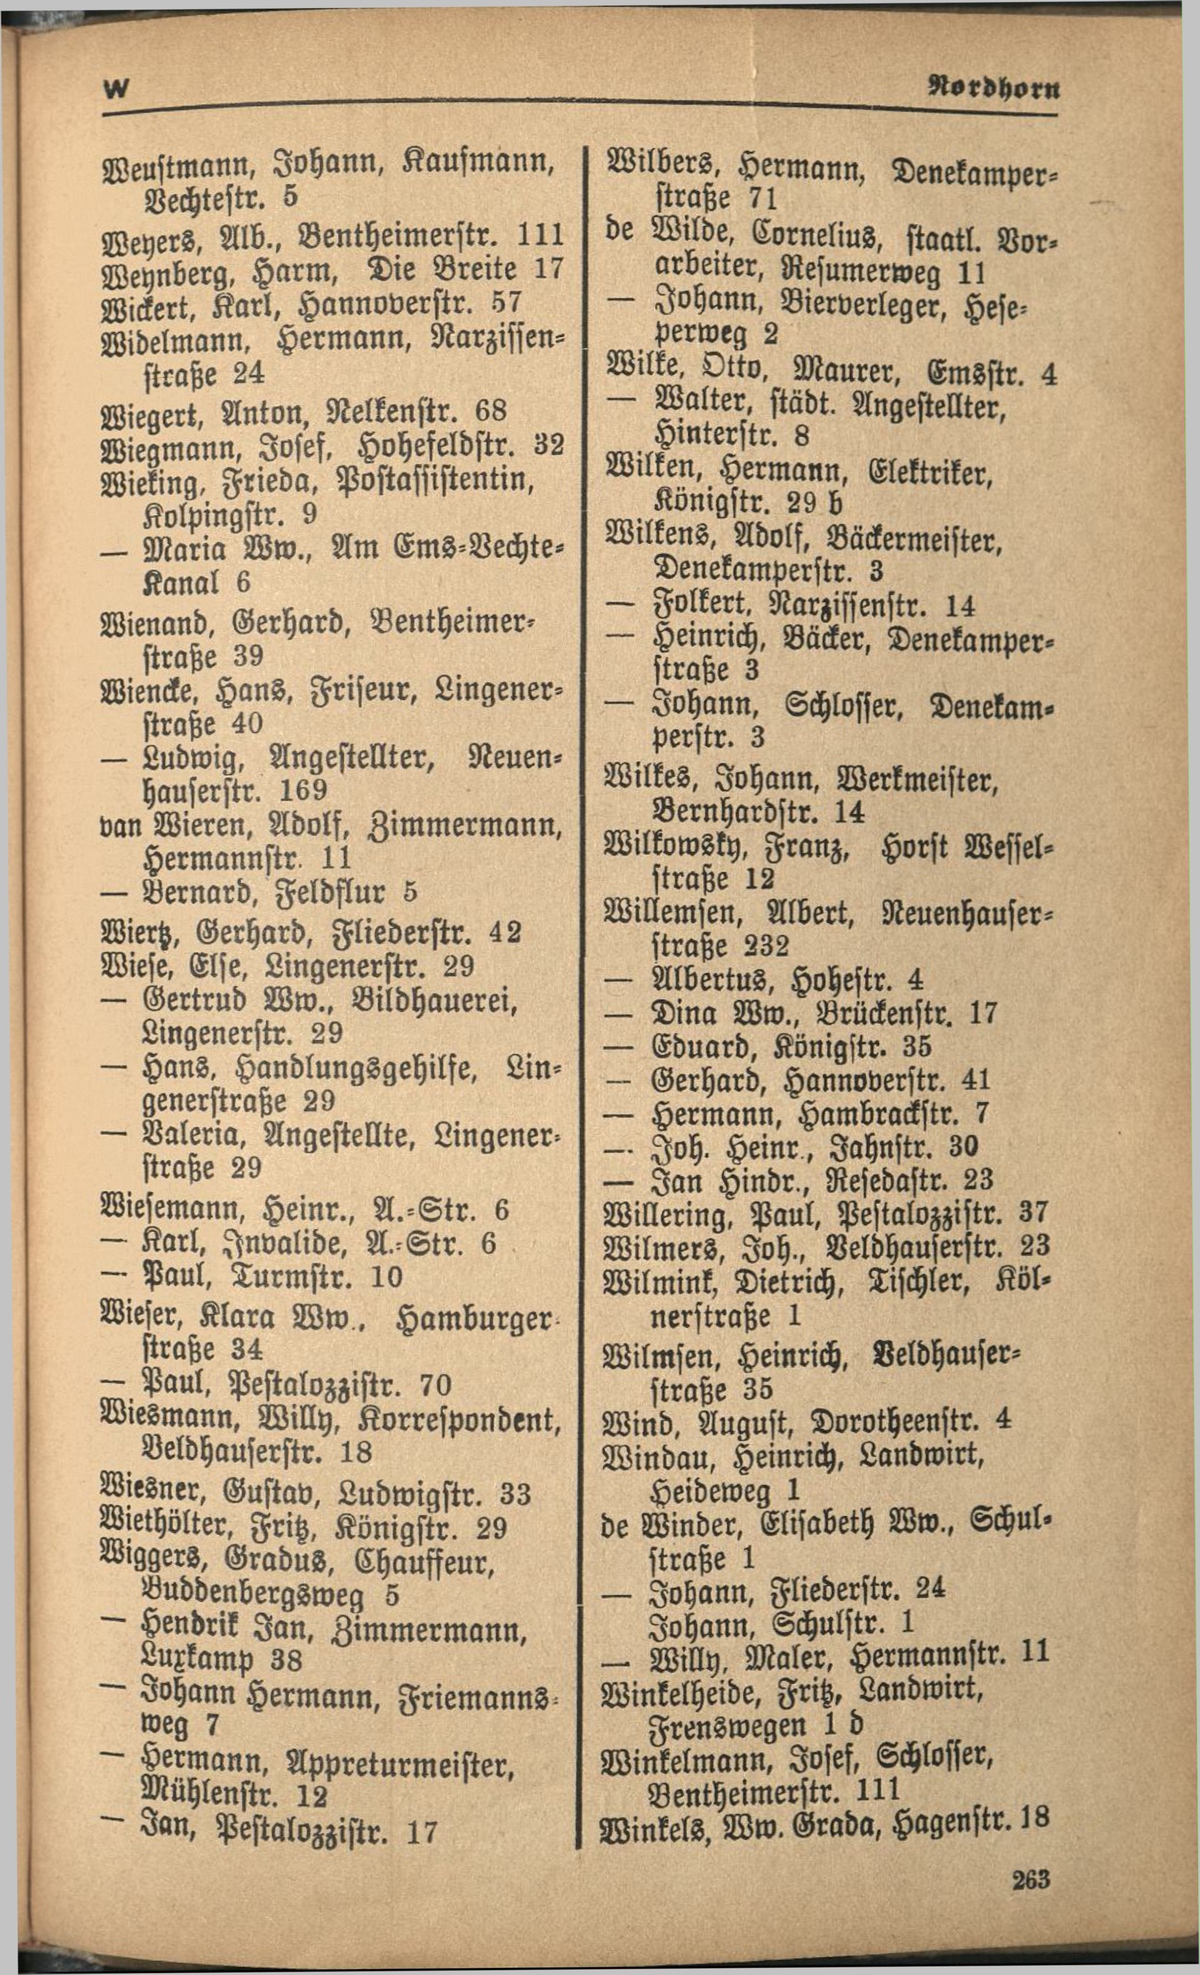 W
Nordhorn
Weustmann, Johann, Kaufmann,
Vechtestr. 5
Weyers, Alb., Bentheimerstr. 111
Weynberg, Harm, Die Breite 17
Wickert, Karl, Hannoverstr. 57
Widelmann, Hermann, Narzissen-
straße 24
Wiegert, Anton, Nelkenstr. 68
Wiegmann, Josef, Hohefeldstr. 32
Wieking, Frieda, Postassistentin,
Kolpingstr. 9
— Maria Ww., Am Ems-Vechte-
Kanal 6
Wienand, Gerhard, Bentheimer-
straße 39
Wiencke, Hans, Friseur, Lingener-
straße 40
— Ludwig, Angestellter, Neuen-
hauserstr. 169
van Wieren, Adolf, Zimmermann,
Hermannstr. 11
— Bernard, Feldflur 5
Wiertz, Gerhard, Fliederstr. 42
Wiese, Else, Lingenerstr. 29
— Gertrud Ww., Bildhauerei,
Lingenerstr. 29
— Hans, Handlungsgehilfe, Lin-
generstraße 29
— Valeria, Angestellte, Lingener-
straße 29
Wiesemann, Heinr., A.-Str. 6
— Karl, Invalide, A.-Str. 6
— Paul, Turmstr. 10
Wieser, Klara Ww., Hamburger-
straße 34
— Paul, Pestalozzistr. 70
Wiesmann, Willy, Korrespondent,
Veldhauserstr. 18
Wiesner, Gustav, Ludwigstr. 33
Wiethölter, Fritz, Königstr. 29
Wiggers, Gradus, Chauffeur,
Buddenbergsweg 5
— Hendrik Jan, Zimmermann,
Luxkamp 38
— Johann Hermann, Friemanns-
weg 7
— Hermann, Appreturmeister,
Mühlenstr. 12
— Jan, Pestalozzistr. 17
Wilbers, Hermann, Denekamper-
straße 71
de Wilde, Cornelius, staatl. Vor-
arbeiter, Resumerweg 11
— Johann, Bierverleger, Hese-
perweg 2
Wilke, Otto, Maurer, Emsstr. 4
— Walter, städt. Angestellter,
Hinterstr. 8
Wilken, Hermann, Elektriker,
Königstr. 29 b
Wilkens, Adolf, Bäckermeister,
Denekamperstr. 3
— Folkert, Narzissenstr. 14
— Heinrich, Bäcker, Denekamper-
straße 3
— Johann, Schlosser, Denekam-
perstr. 3
Wilkes, Johann, Werkmeister,
Bernhardstr. 14
Wilkowsky, Franz, Horst Wessel-
straße 12
Willemsen, Albert, Neuenhauser-
straße 232
— Albertus, Hohestr. 4
— Dina Ww., Brückenstr. 17
— Eduard, Königstr. 35
— Gerhard, Hannoverstr. 41
— Hermann, Hambrackstr. 7
— Joh. Heinr., Jahnstr. 30
— Jan Hindr., Resedastr. 23
Willering, Paul, Pestalozzistr. 37
Wilmers, Joh., Veldhauserstr. 23
Wilmink, Dietrich, Tischler, Köl-
nerstraße 1
Wilmsen, Heinrich, Veldhauser-
straße 35
Wind, August, Dorotheenstr. 4
Windau, Heinrich, Landwirt,
Heideweg 1
de Winder, Elisabeth Ww., Schul-
straße 1
— Johann, Fliederstr. 24
Johann, Schulstr. 1
— Willy, Maler, Hermannstr. 11
Winkelheide, Fritz, Landwirt,
Frenswegen 1 d
Winkelmann, Josef, Schlosser,
Bentheimerstr. 111
Winkels, Ww. Grada, Hagenstr. 18
263